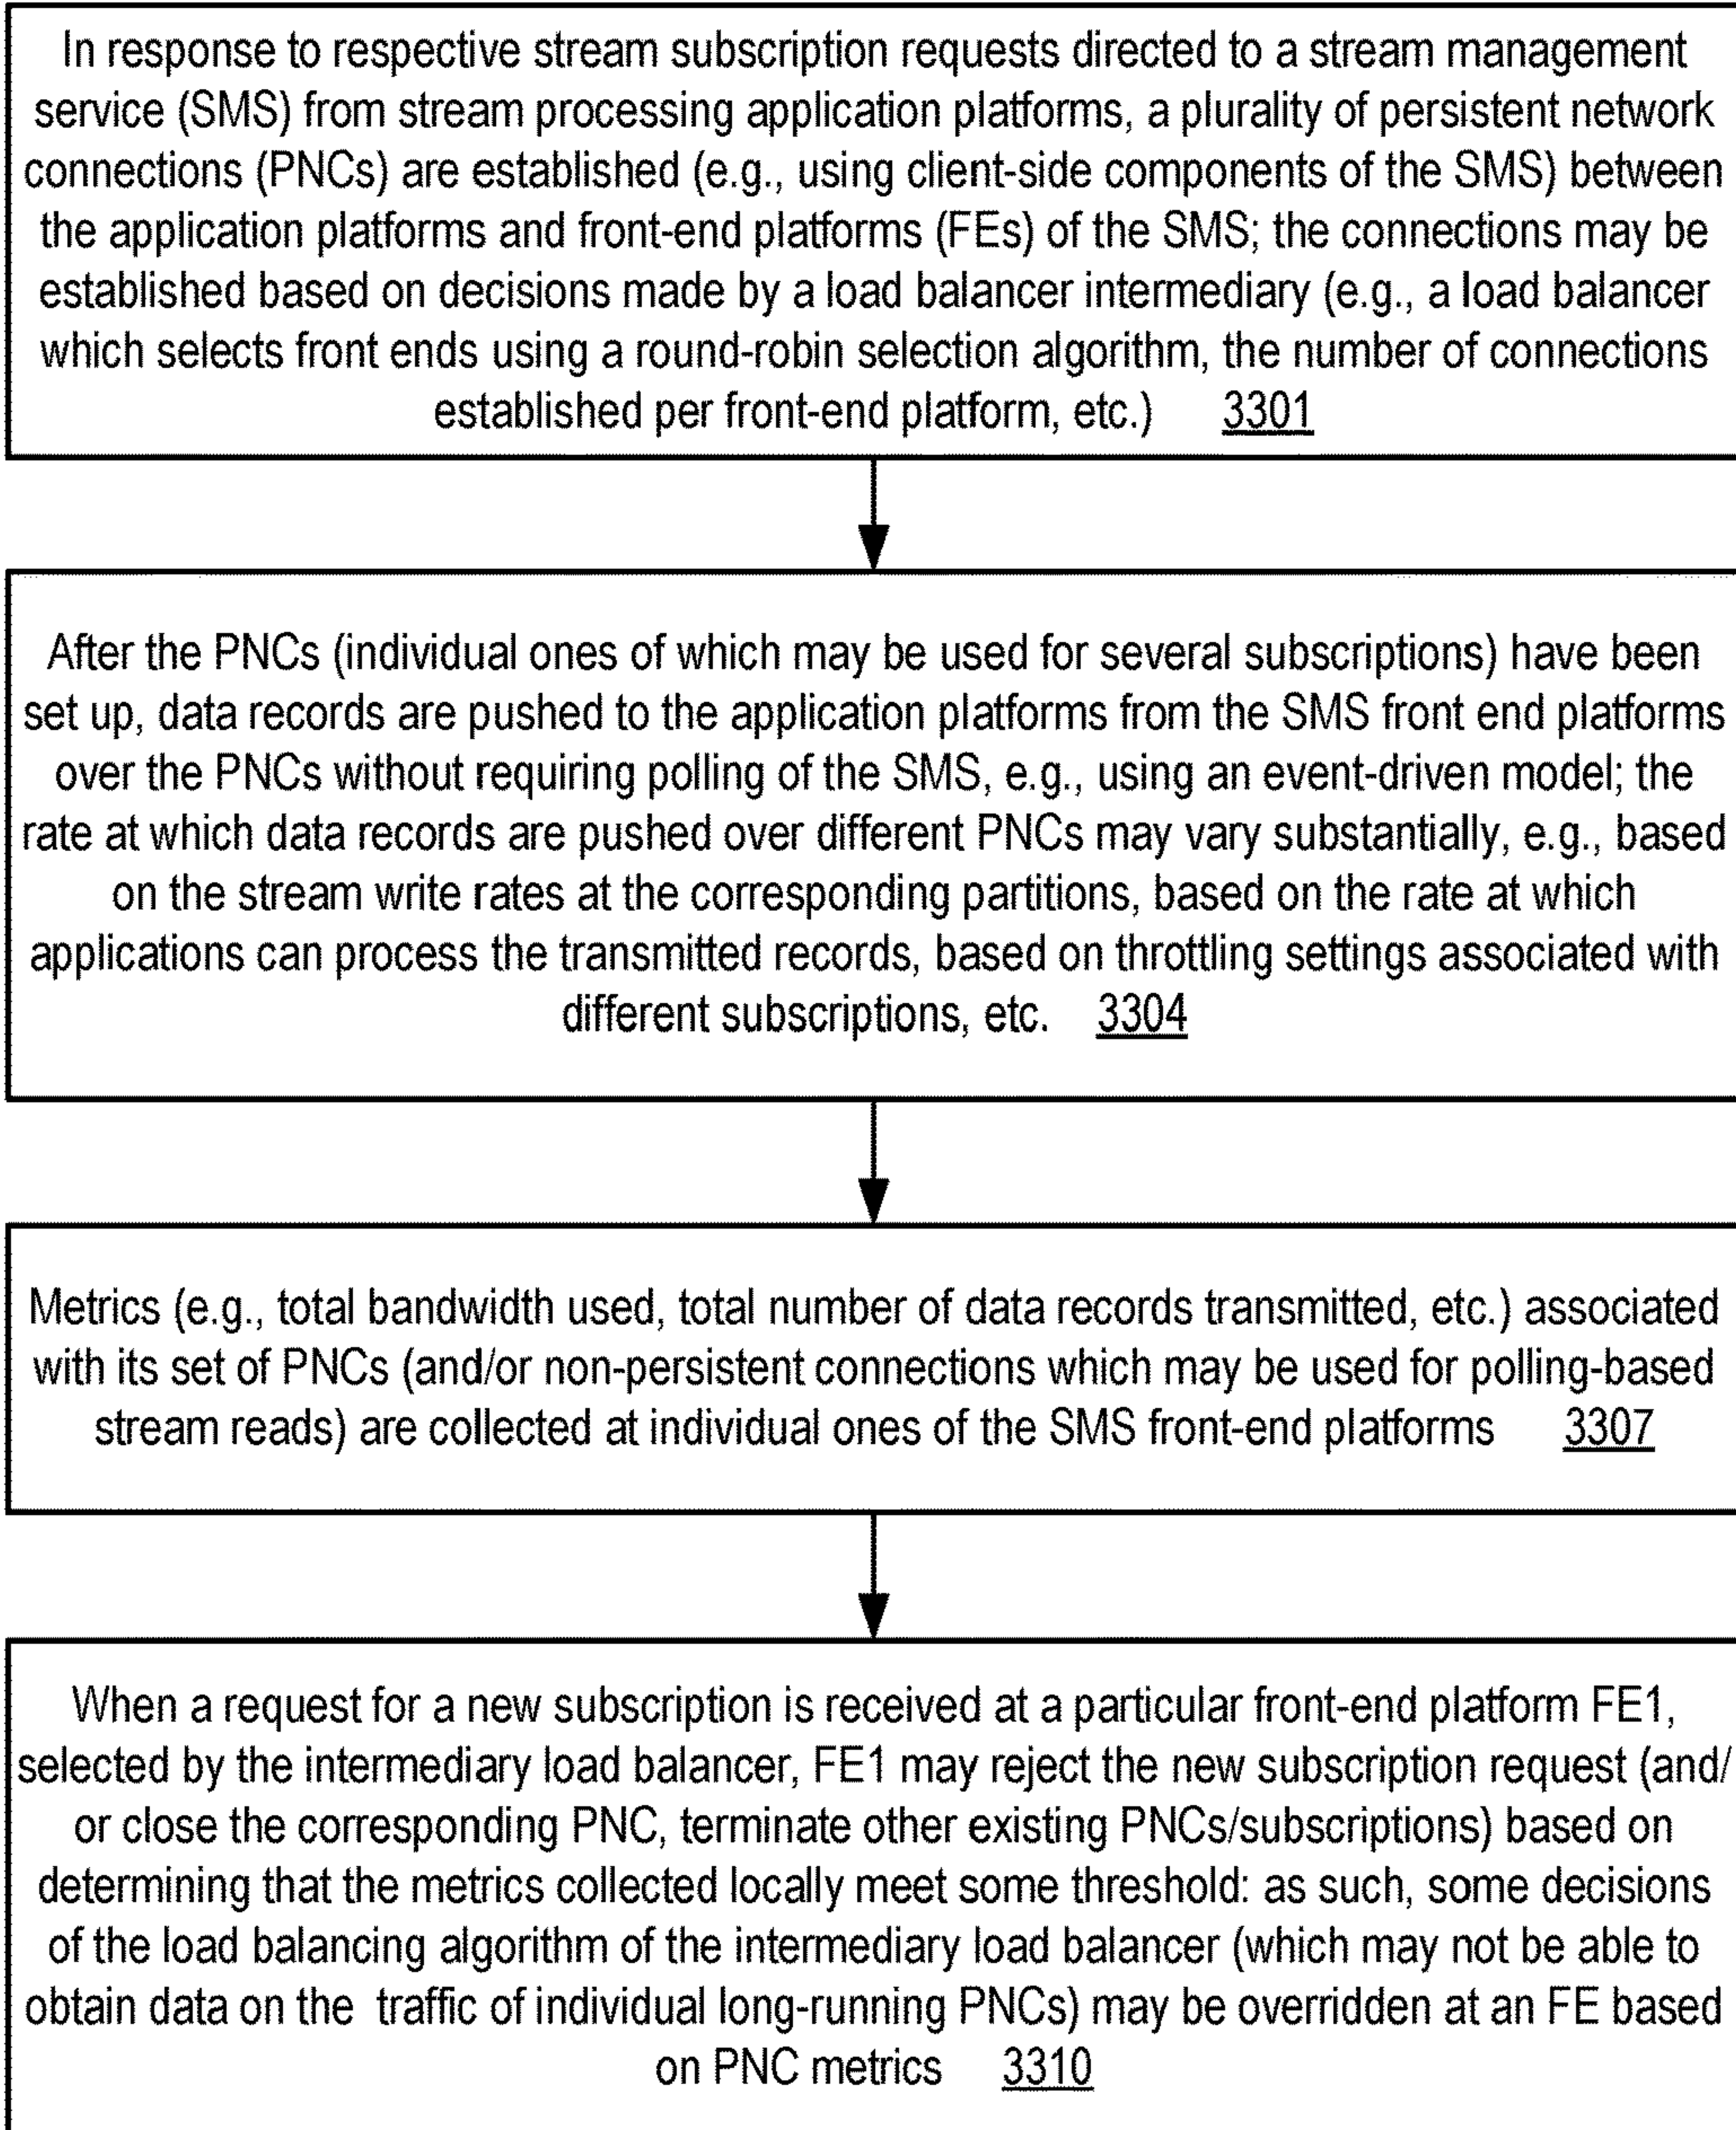 In response to respective stream subscription requests directed to a stream management
service (SMS) from stream processing application platforms, a plurality of persistent network
connections (PNCs) are established (e.g., using client-side components of the SMS) between
the application platforms and front-end platforms (FEs) of the SMS; the connections may be
established based on decisions made by a load balancer intermediary (e.g., a load balancer
which selects front ends using a round-robin selection algorithm, the number of connections
established per front-end platform, etc.) 3301
After the PNCs (individual ones of which may be used for several subscriptions) have been
set up, data records are pushed to the application platforms from the SMS front end platforms
over the PNCs without requiring polling of the SMS, e.g., using an event-driven model; the
rate at which data records are pushed over different PNCs may vary substantially, e.g., based
on the stream write rates at the corresponding partitions, based on the rate at which
applications can process the transmitted records, based on throttling settings associated with
different subscriptions, etc. 3304
Metrics (e.g., total bandwidth used, total number of data records transmitted, etc.) associated
with its set of PNCs (and/or non-persistent connections which may be used for polling-based
stream reads) are collected at individual ones of the SMS front-end platforms 3307
When a request for a new subscription is received at a particular front-end platform FE1,
selected by the intermediary load balancer, FE1 may reject the new subscription request (and/
or close the corresponding PNC, terminate other existing PNCs/subscriptions) based on
determining that the metrics collected locally meet some threshold: as such, some decisions
of the load balancing algorithm of the intermediary load balancer (which may not be able to
obtain data on the traffic of individual long-running PNCs) may be overridden at an FE based
on PNC metrics 3310